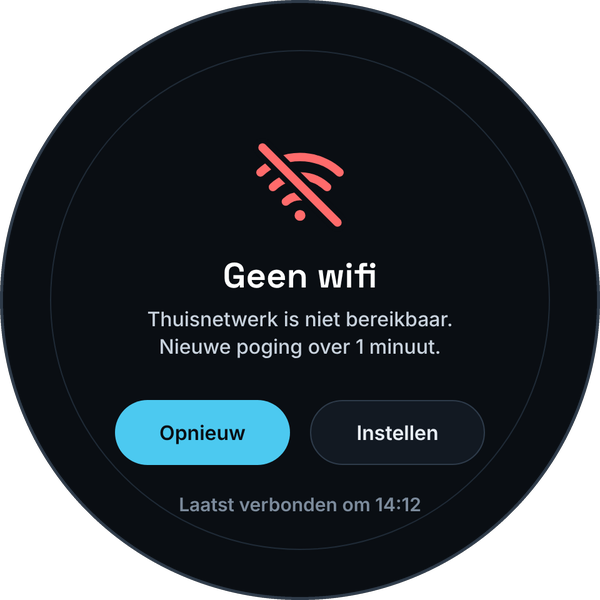 Geen wifi
Thuisnetwerk is niet bereikbaar.
Nieuwe poging over 1 minuut.
Opnieuw
Instellen
Laatst verbonden om 14:12